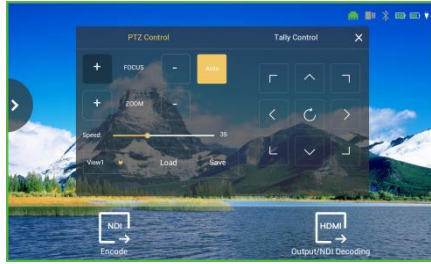 PTZ Control
Tally Control
X
+ FOCUS - Auto
+ ZOOM -
Speed: 35
View1 Load Save
NDI
Encode
HDMI
Output/NDI Decoding